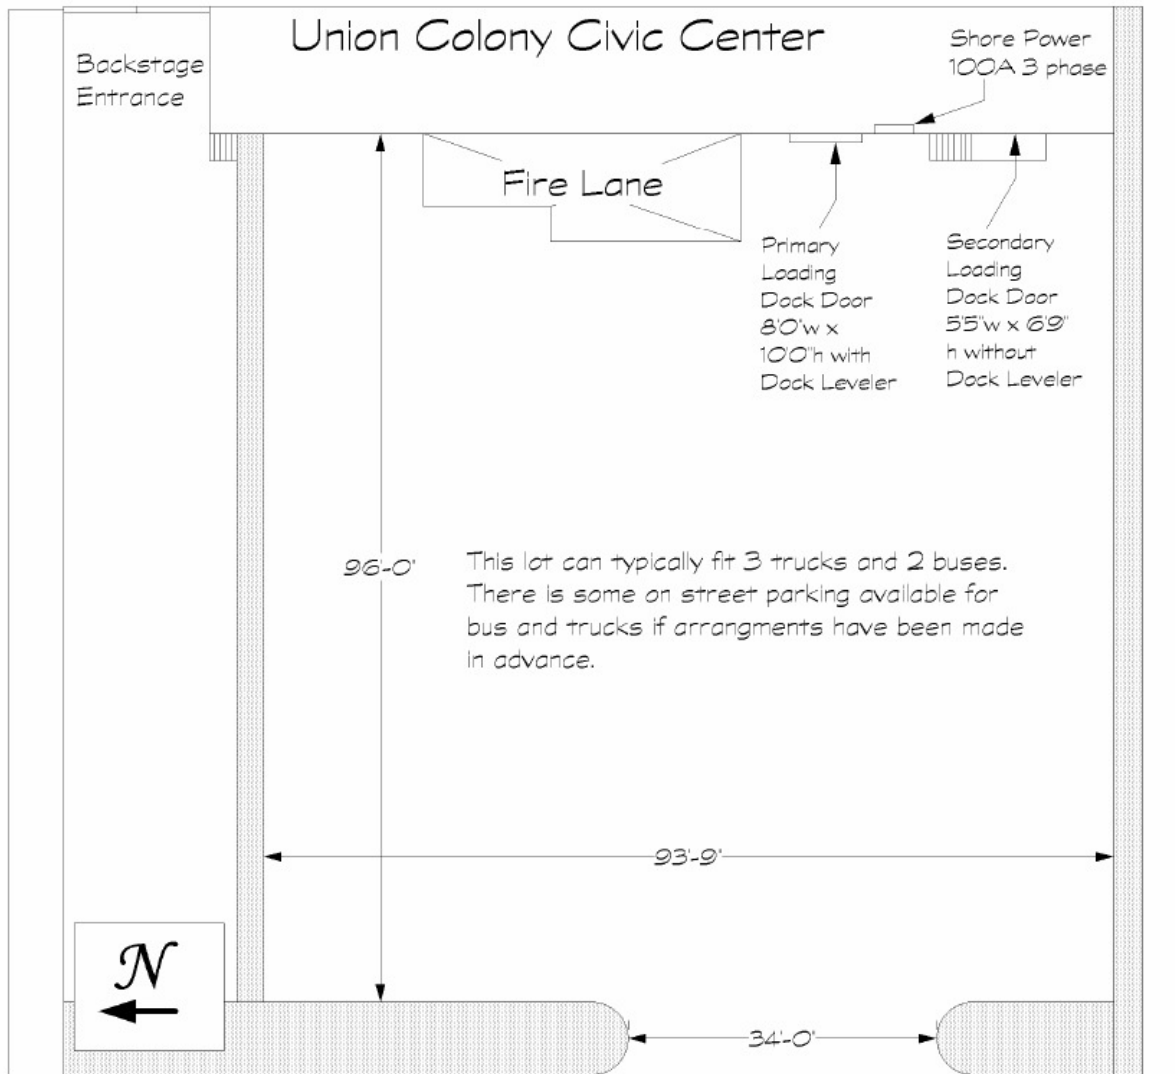 Union Colony Civic Center
Backstage
Entrance
Shore Power
100A 3 phase
Fire Lane
Primary
Loading
Dock Door
8'0"w x
10'0"h with
Dock Leveler
Secondary
Loading
Dock Door
5'5"w x 6'9"
h without
Dock Leveler
96'-0"
This lot can typically fit 3 trucks and 2 buses.
There is some on street parking available for
bus and trucks if arrangments have been made
in advance.
93'-9"
N
34'-0"